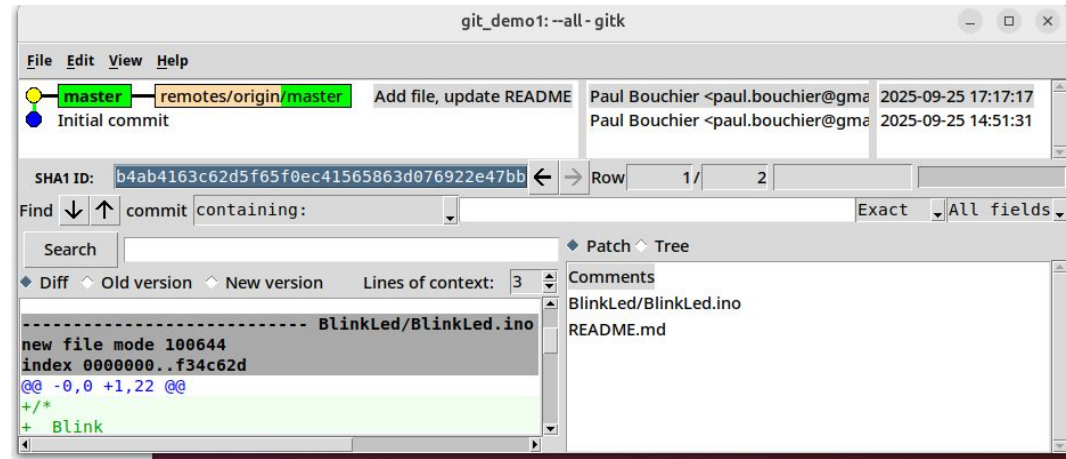 git_demo1: --all - gitk
File Edit View Help
master remotes/origin/master Add file, update README Paul Bouchier <paul.bouchier@gma 2025-09-25 17:17:17
Initial commit Paul Bouchier <paul.bouchier@gma 2025-09-25 14:51:31
SHA1 ID: b4ab4163c62d5f65f0ec41565863d076922e47bb Row 1/ 2
Find commit containing: Exact All fields
Search Patch Tree
Diff Old version New version Lines of context: 3
Comments
BlinkLed/BlinkLed.ino
README.md
---------------------------- BlinkLed/BlinkLed.ino
new file mode 100644
index 0000000..f34c62d
@@ -0,0 +1,22 @@
+/*
+ Blink